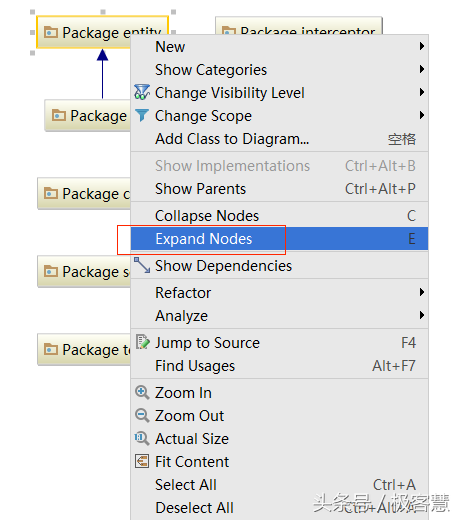 Package entity
Package interceptor
Package
Package c
Package s
Package t
New
Show Categories
Change Visibility Level
Change Scope
Add Class to Diagram... 空格
Show Implementations Ctrl+Alt+B
Show Parents Ctrl+Alt+P
Collapse Nodes C
Expand Nodes E
Show Dependencies
Refactor
Analyze
Jump to Source F4
Find Usages Alt+F7
Zoom In
Zoom Out
Actual Size
Fit Content
Select All Ctrl+A
Deselect All Ctrl+Alt+A
头条号 / 极客慧